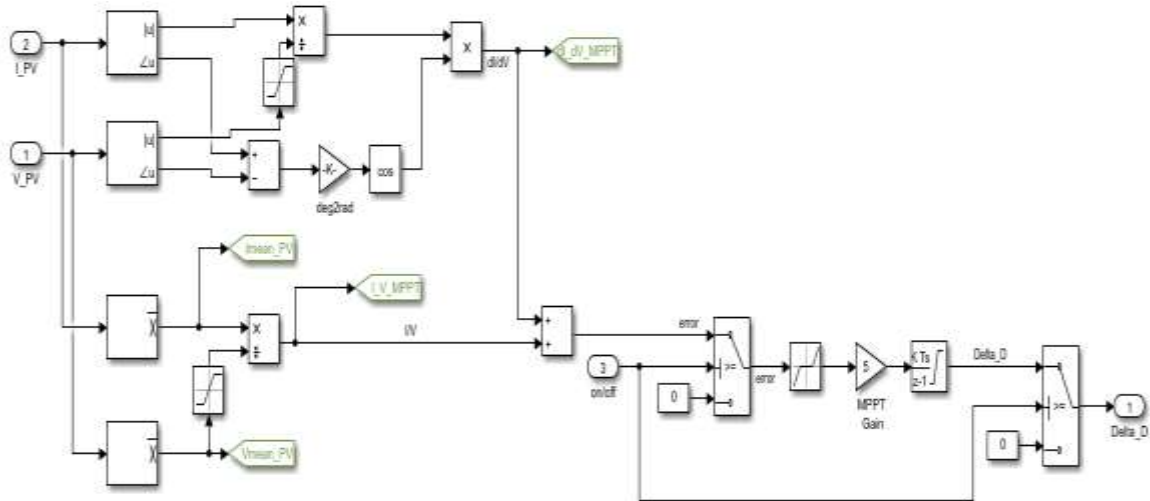 |u|
x
÷
2
I_PV
∠u
x
dI/dV
|u|
1
V_PV
∠u
+
−
-K-
cos
deg2rad
Imean_PV
I_V_MPPT
x
÷
I/V
Vmean_PV
+
+
error
3
on/off
>=
0
error
5
MPPT
Gain
K Ts
z-1
Delta_D
>=
0
1
Delta_D